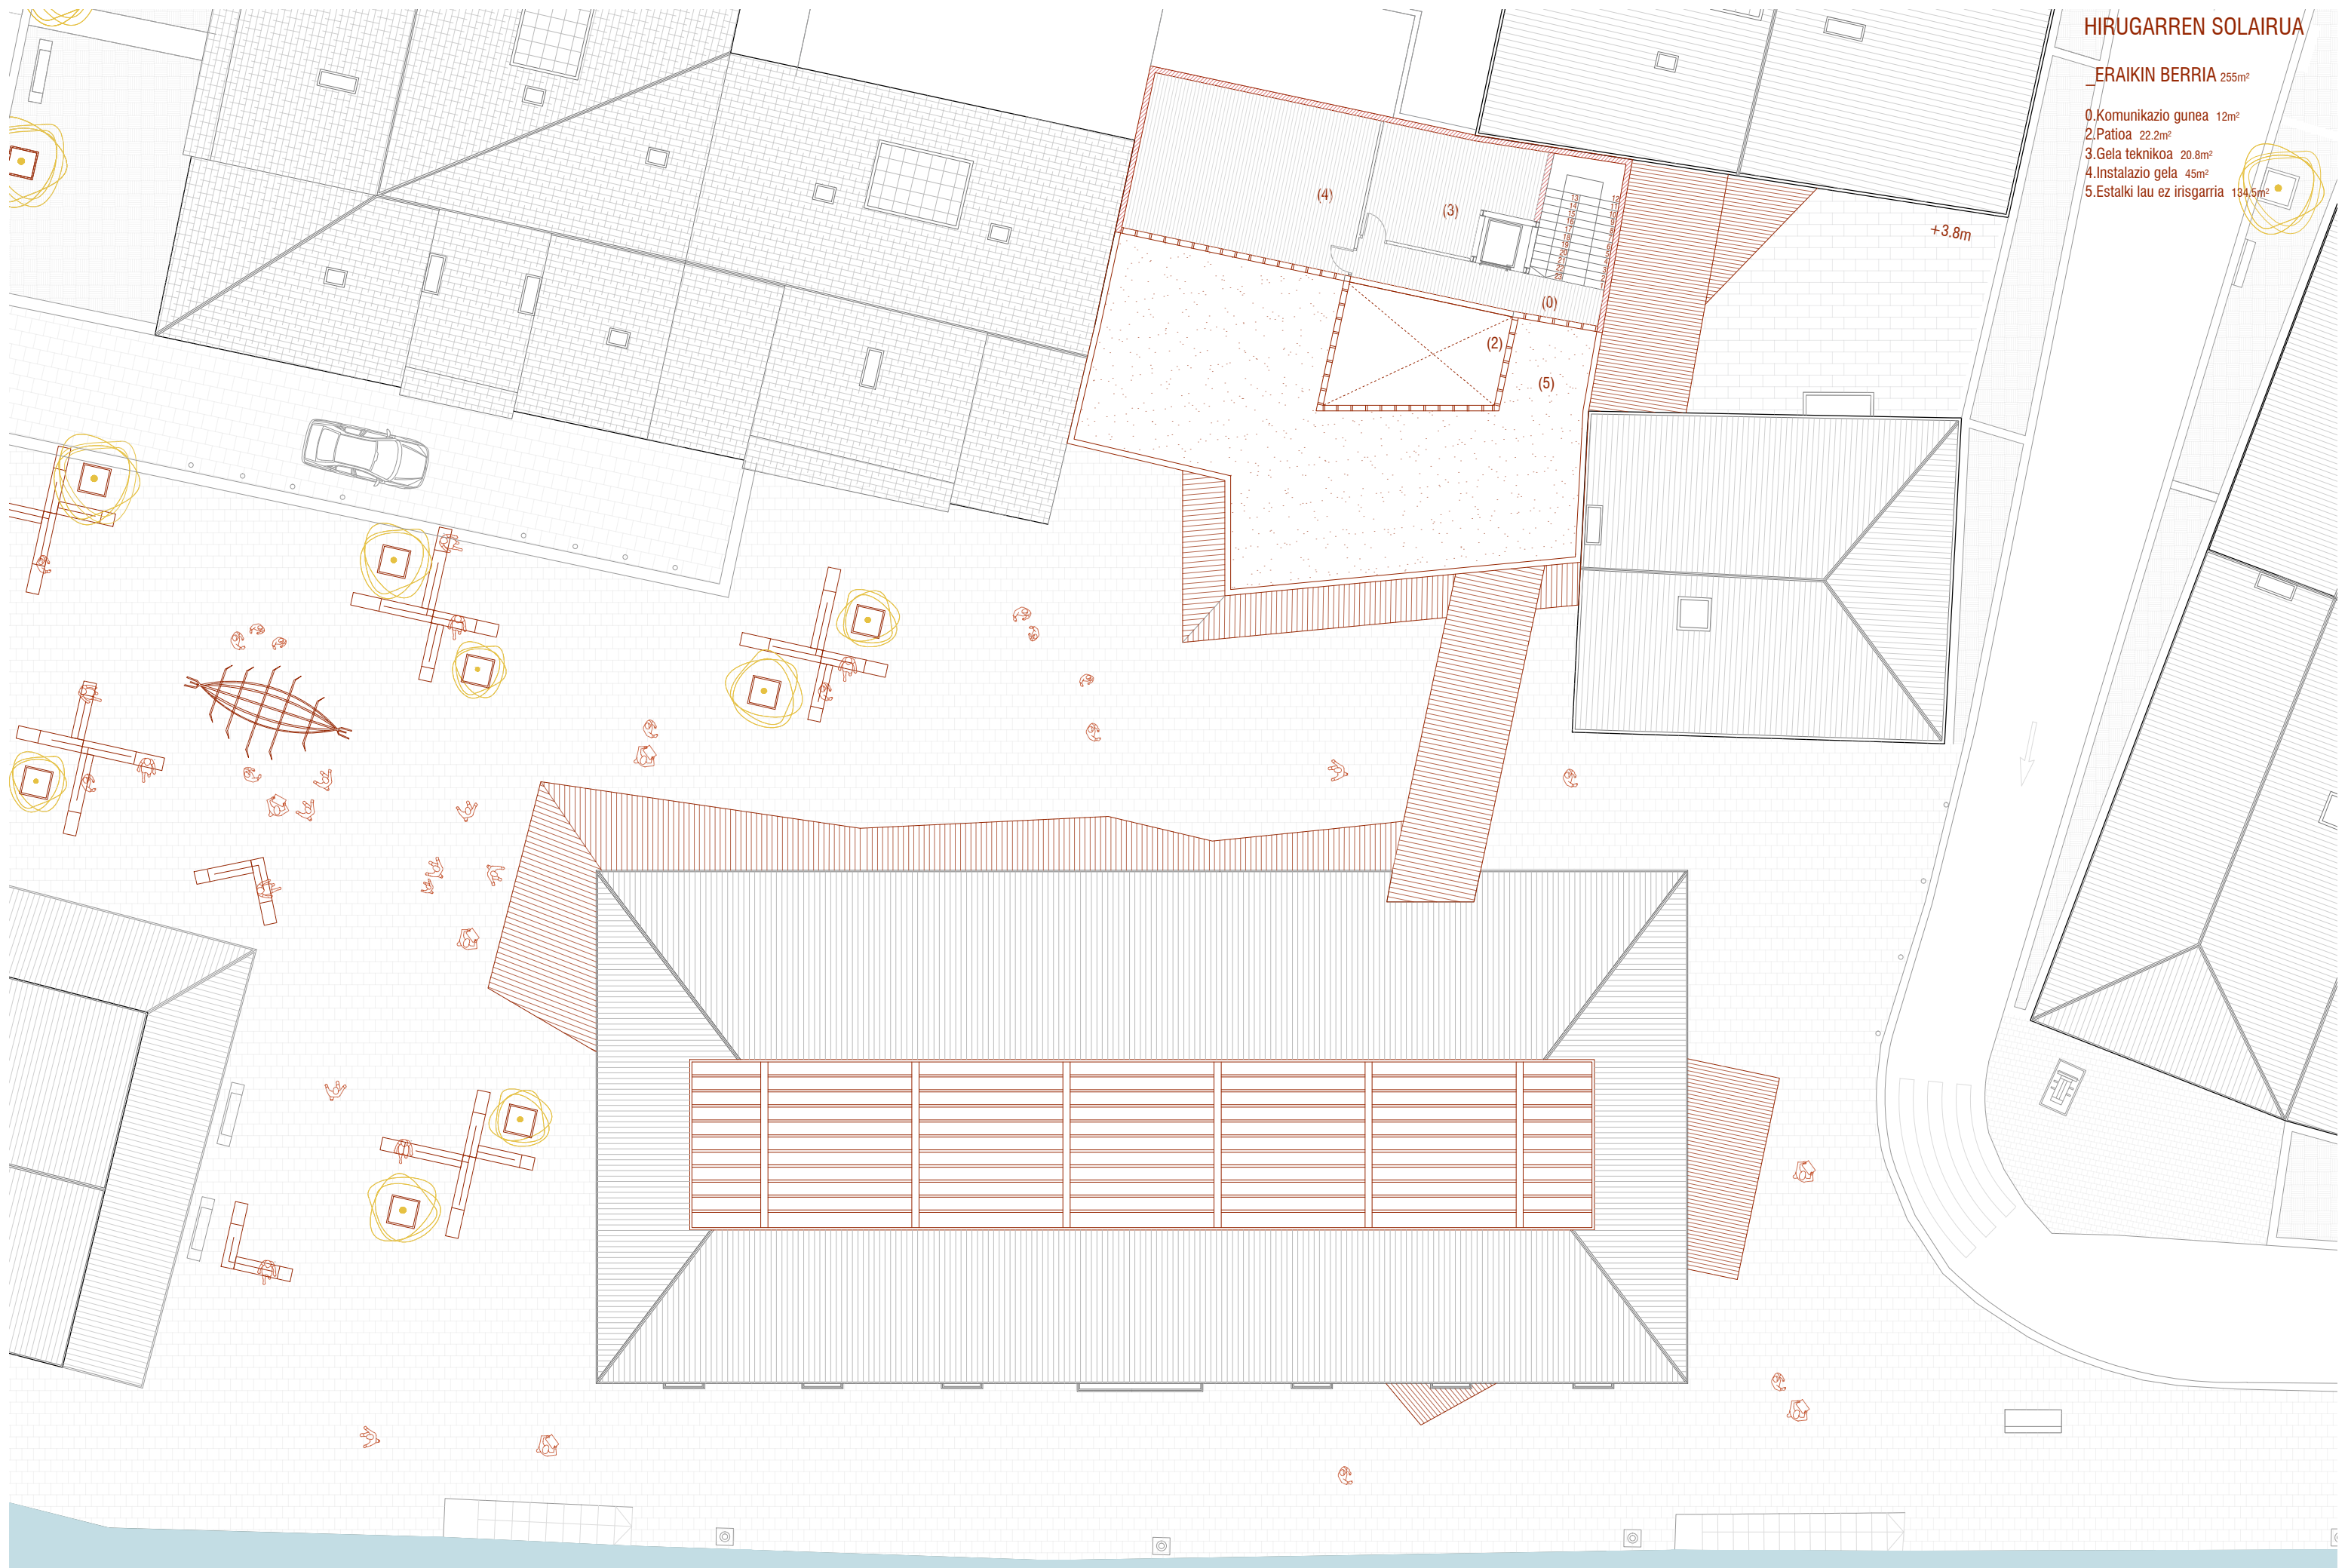 HIRUGARREN SOLAIRUA
_ERAIKIN BERRIA 255m²
0.Komunikazio gunea 12m²
2.Patioa 22.2m²
3.Gela teknikoa 20.8m²
4.Instalazio gela 45m²
5.Estalki lau ez irisgarria 134,5m²
+3.8m
(4)
(3)
(0)
(2)
(5)